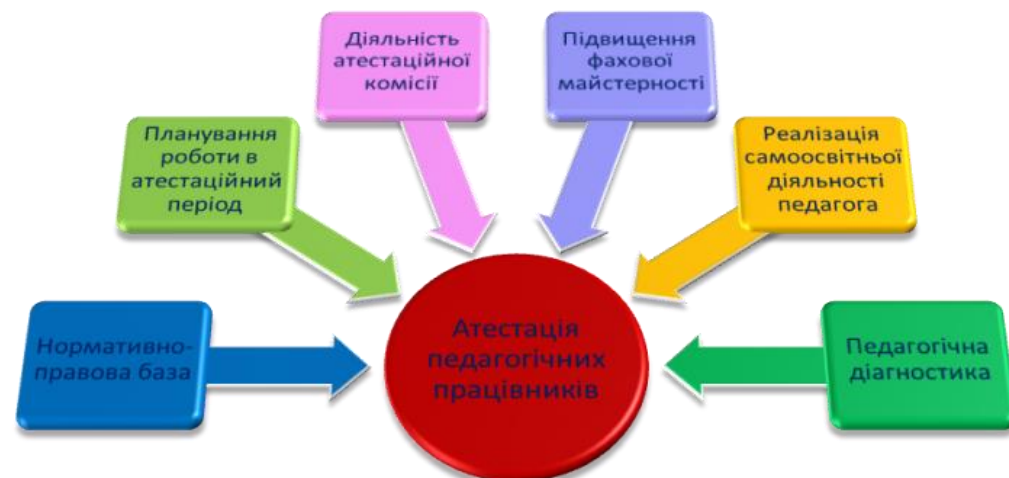 Діяльність
атестаційної
комісії
Підвищення
фахової
майстерності
Планування
роботи в
атестаційний
період
Реалізація
самоосвітньої
діяльності
педагога
Нормативно-
правова база
Атестація
педагогічних
працівників
Педагогічна
діагностика